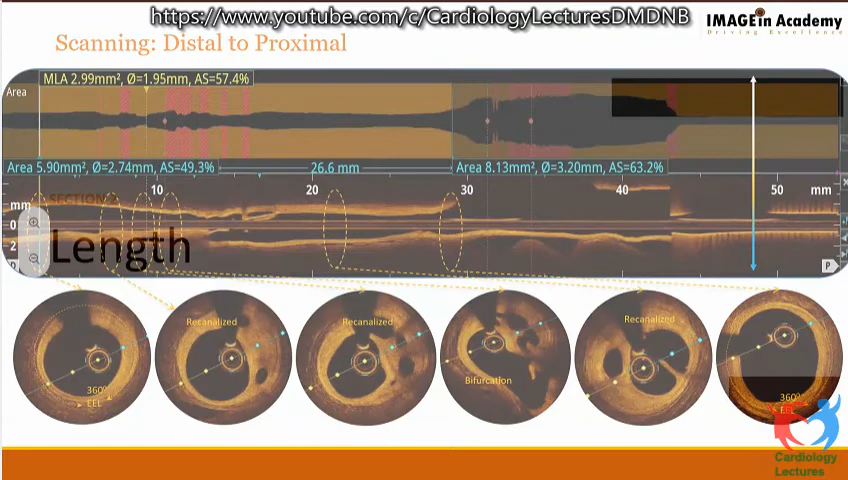 https://www.youtube.com/c/CardiologyLecturesDMDNB
IMAGEin Academy
Driving Excellence
Scanning: Distal to Proximal
MLA 2.99mm², Ø=1.95mm, AS=57.4%
Area
Area 5.90mm², Ø=2.74mm, AS=49.3%
26.6 mm
Area 8.13mm², Ø=3.20mm, AS=63.2%
10 20 30 40 50 mm
mm
SECTION
0
Length
2
P
Recanalized
Recanalized
Recanalized
Bifurcation
360°
EEL
360°
EEL
Cardiology
Lectures